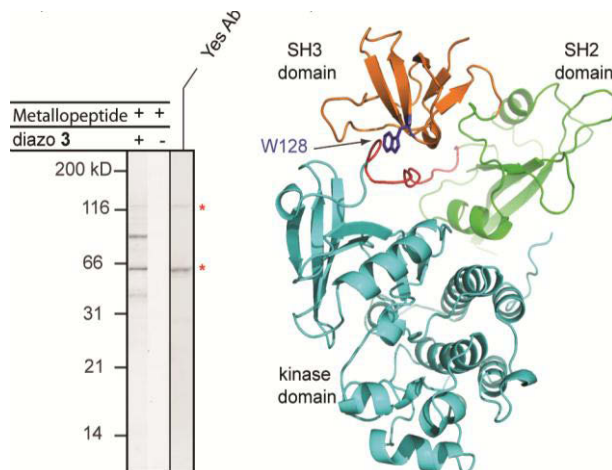 Yes Ab
Metallopeptide + +
diazo 3 + -
200 kD
116 *
66 *
31
21
14
SH3
domain
SH2
domain
W128
kinase
domain